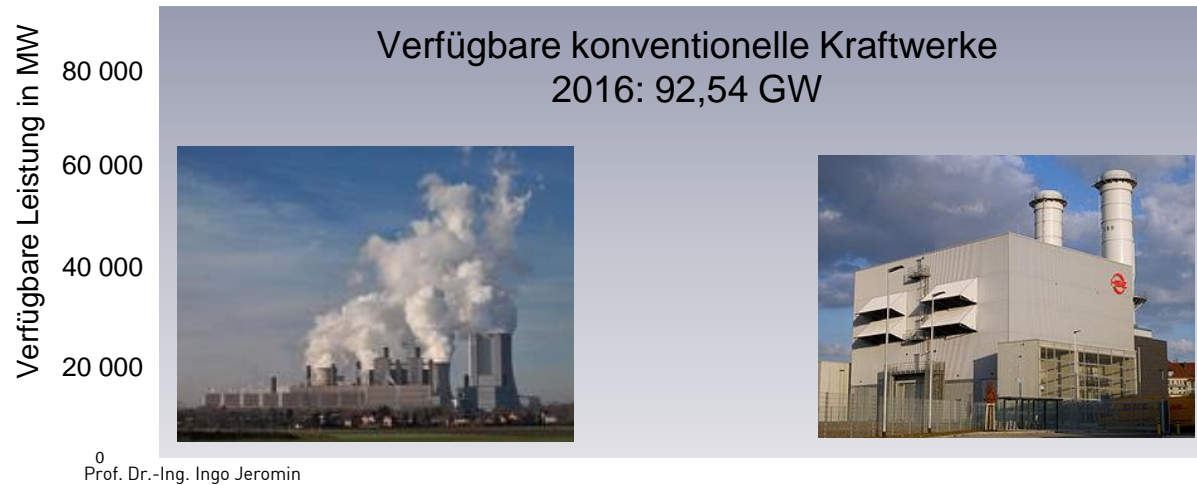 Verfügbare Leistung in MW
Verfügbare konventionelle Kraftwerke
2016: 92,54 GW
80 000
60 000
40 000
20 000
0
Prof. Dr.-Ing. Ingo Jeromin